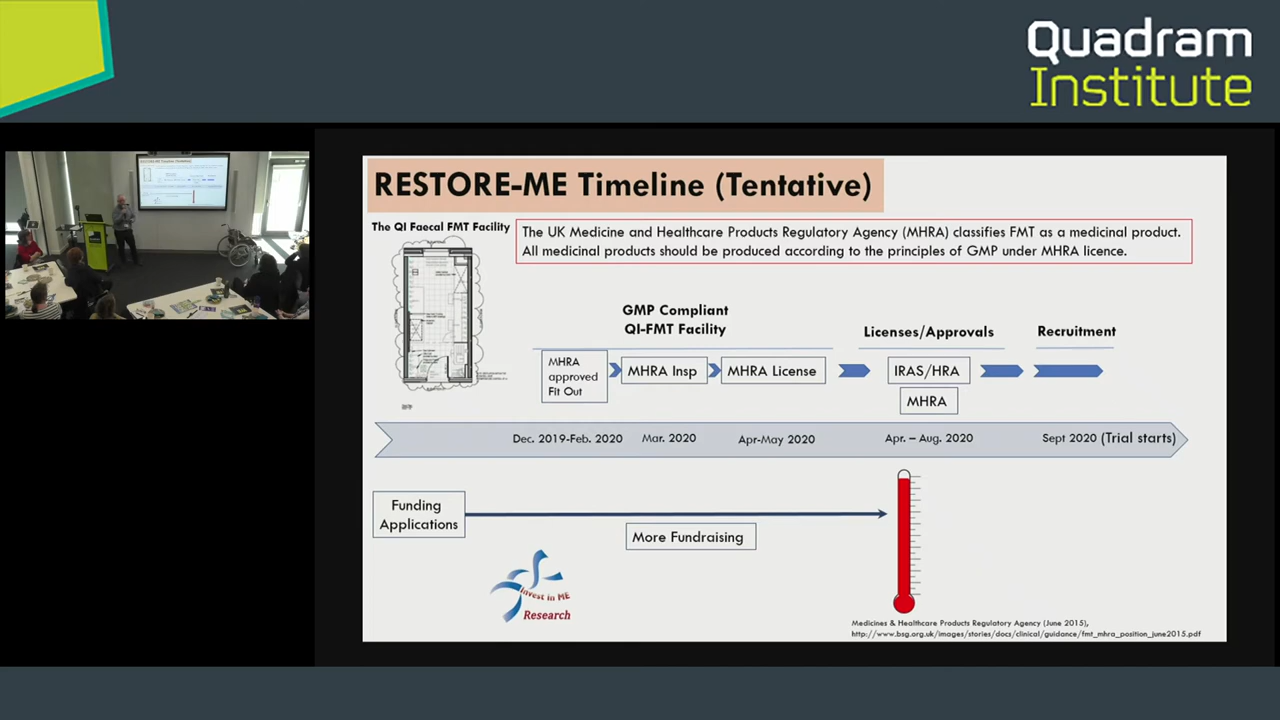 Quadram
Institute
RESTORE-ME Timeline (Tentative)
The QI Faecal FMT Facility
The UK Medicine and Healthcare Products Regulatory Agency (MHRA) classifies FMT as a medicinal product.
All medicinal products should be produced according to the principles of GMP under MHRA licence.
GMP Compliant
QI-FMT Facility
Licenses/Approvals
Recruitment
MHRA
approved
Fit Out
MHRA Insp
MHRA License
IRAS/HRA
MHRA
Dec. 2019-Feb. 2020
Mar. 2020
Apr-May 2020
Apr. – Aug. 2020
Sept 2020 (Trial starts)
Funding
Applications
More Fundraising
Invest in ME
Research
Medicines & Healthcare Products Regulatory Agency (June 2015),
http://www.bsg.org.uk/images/stories/docs/clinical/guidance/fmt_mhra_position_june2015.pdf